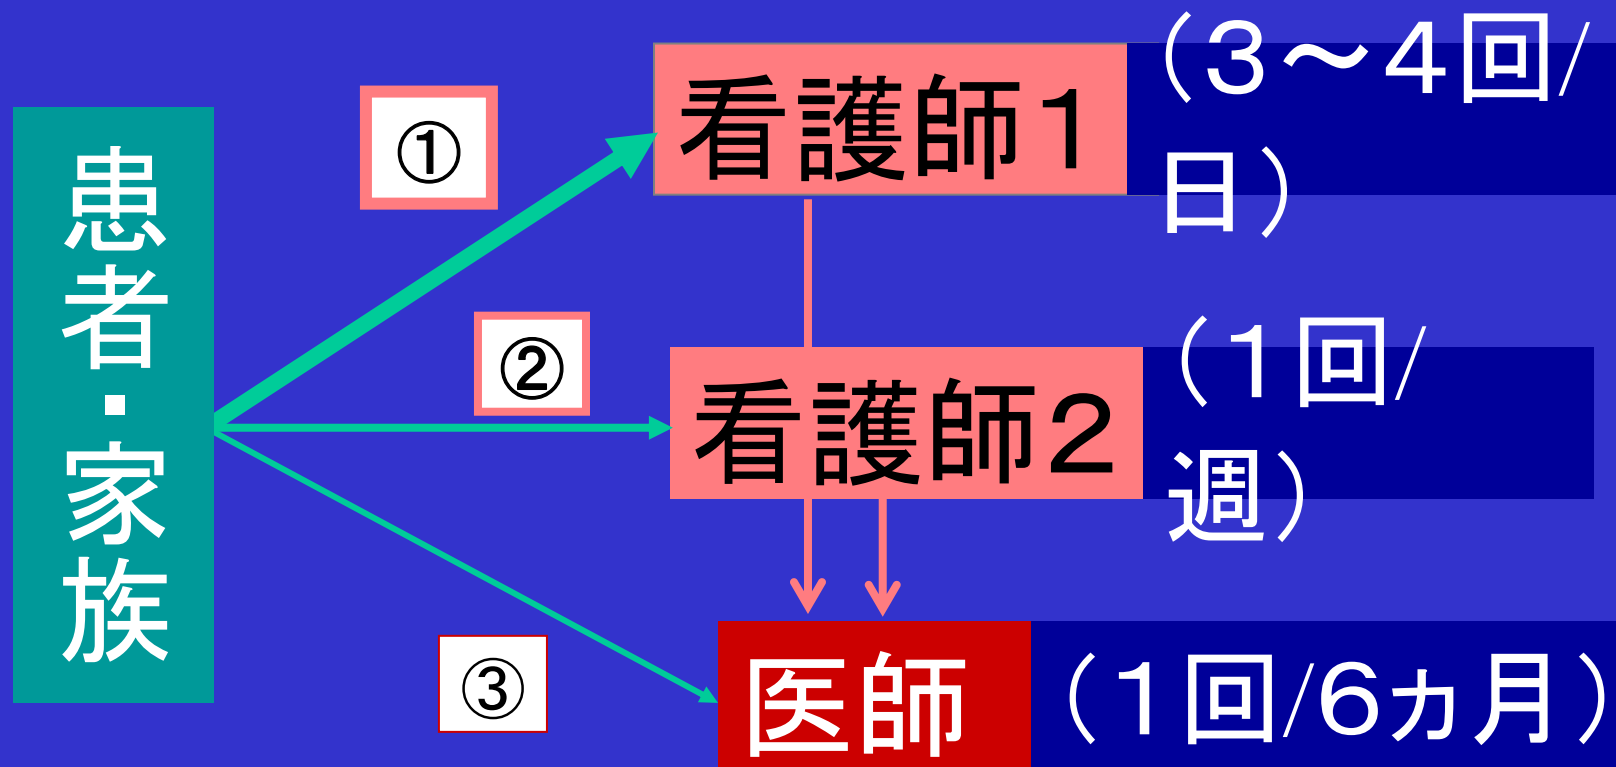 患者・家族
①
看護師1
（3～4回/
日）
②
看護師2
（1回/
週）
③
医師
（1回/6ヵ月）